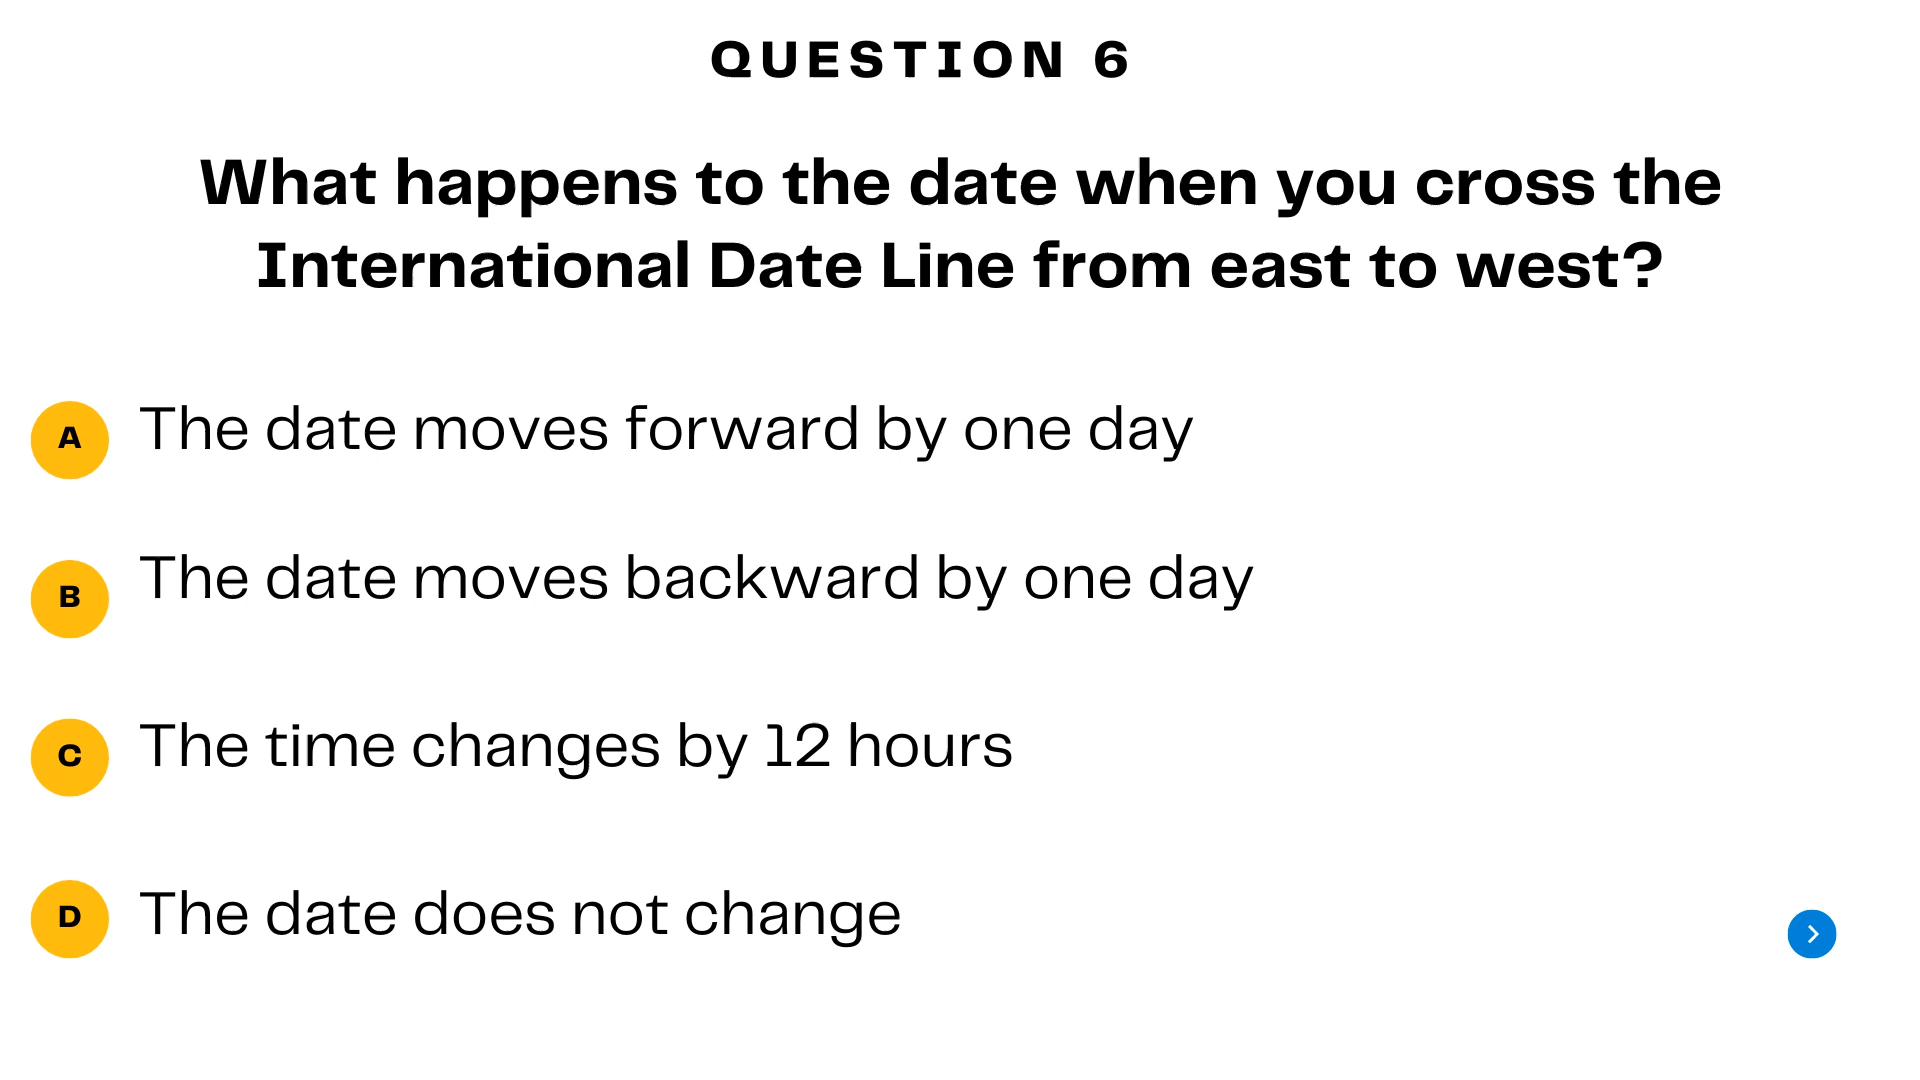 QUESTION 6
What happens to the date when you cross the
International Date Line from east to west?
A The date moves forward by one day
B The date moves backward by one day
C The time changes by 12 hours
D The date does not change